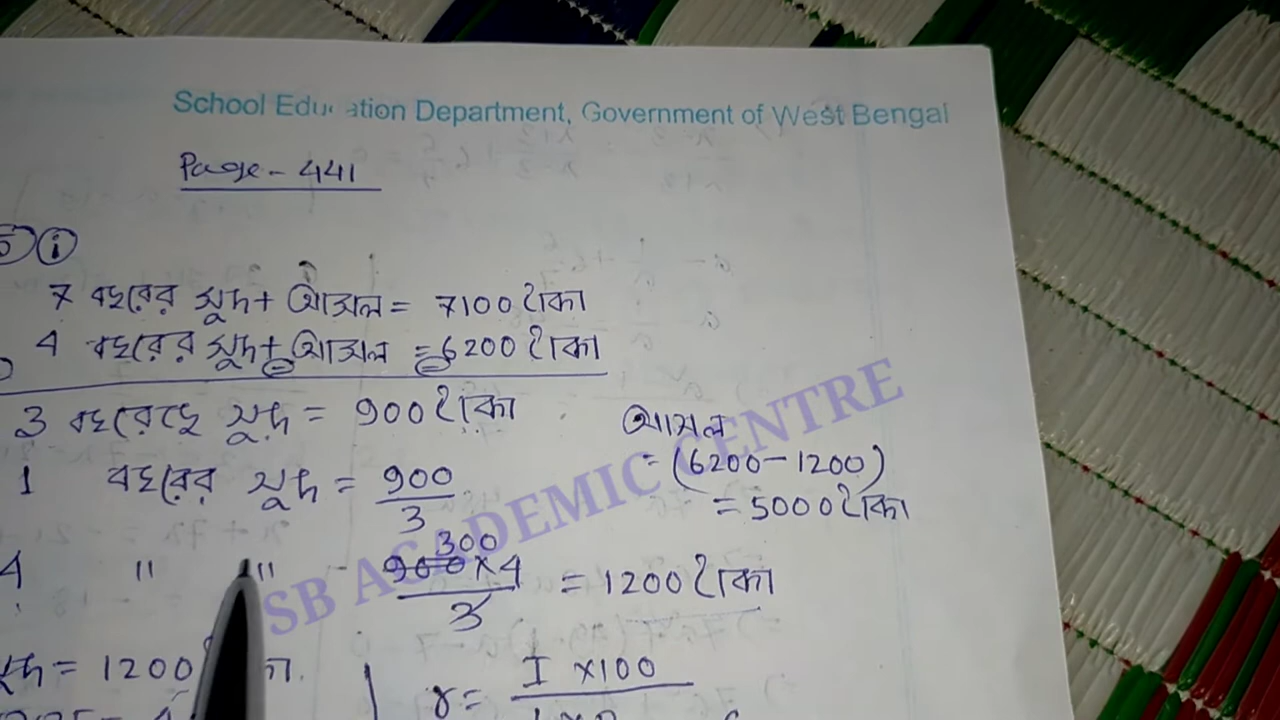 School Education Department, Government of West Bengal
Page - 441
i
7 বছরের সুদ + আসল = 7100 টাকা
4 বছরের সুদ + আসল = 6200 টাকা
3 বছরেরে সুদ = 900 টাকা
1 বছরের সুদ = 900/3
4 " " - 900×4/3 = 1200 টাকা
300
আসল
= (6200 - 1200)
= 5000 টাকা
সুদ = 1200
r = I × 100
SB ACADEMIC CENTRE